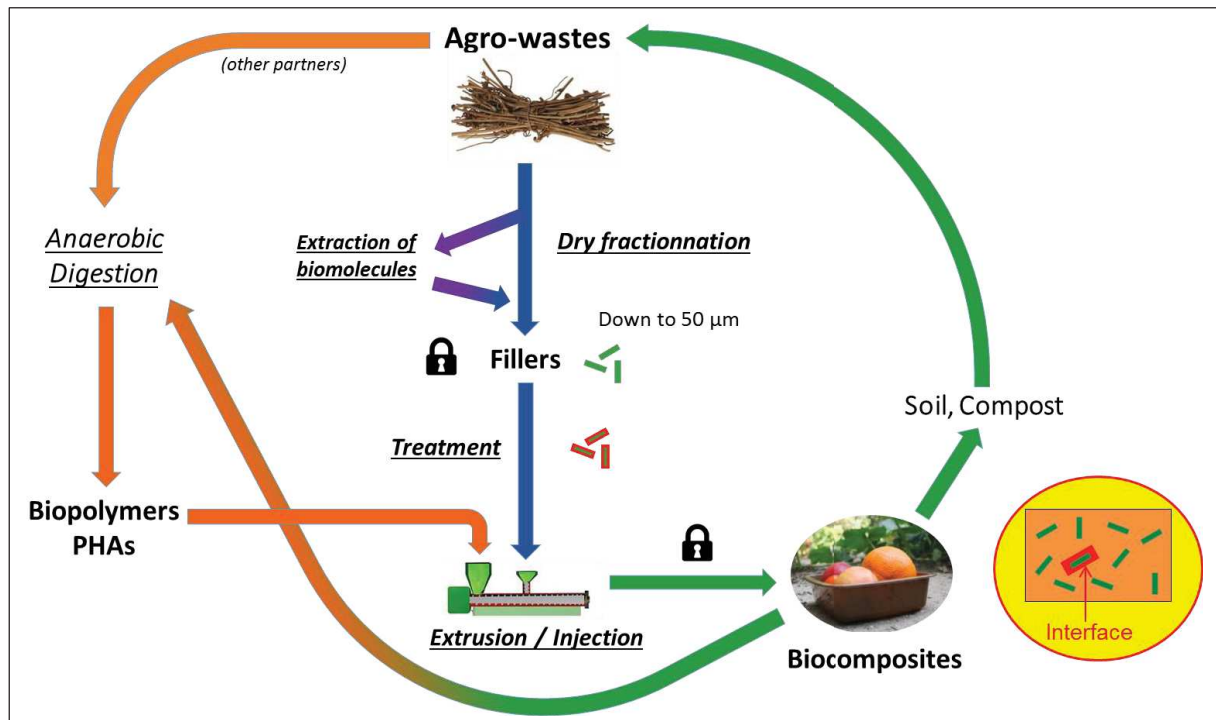 Agro-wastes
(other partners)
Anaerobic
Digestion
Extraction of
biomolecules
Dry fractionnation
Down to 50 µm
Fillers
Soil, Compost
Treatment
Biopolymers
PHAs
Extrusion / Injection
Biocomposites
Interface